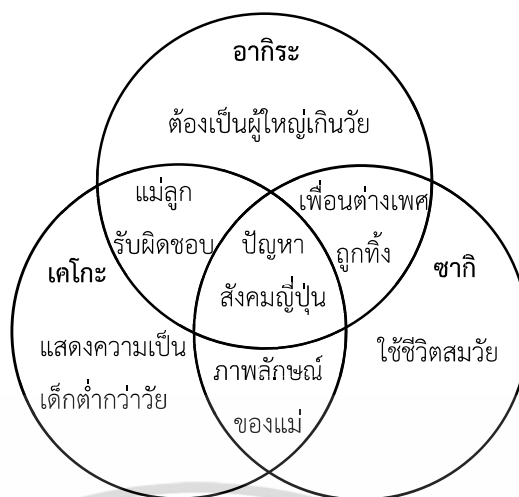 อากิระ
ต้องเป็นผู้ใหญ่เกินวัย
แม่ลูก
รับผิดชอบ
เพื่อนต่างเพศ
ถูกทิ้ง
ปัญหา
สังคมญี่ปุ่น
เคโกะ
แสดงความเป็น
เด็กต่ำกว่าวัย
ซากิ
ใช้ชีวิตสมวัย
ภาพลักษณ์
ของแม่